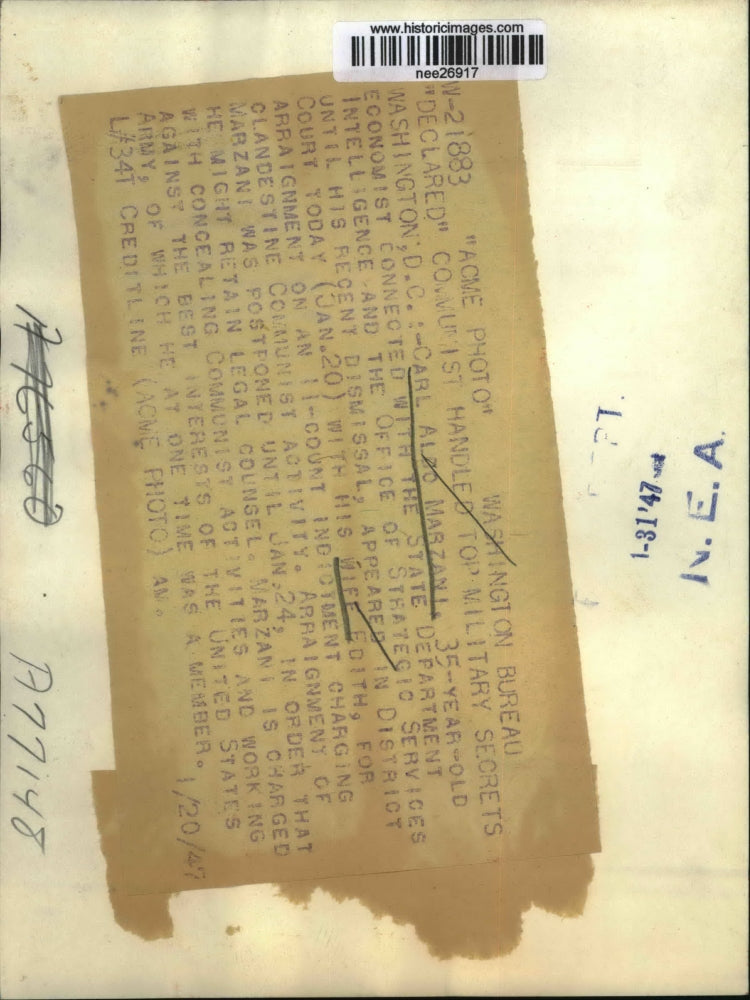 www.historicimages.com
nee26917
W-21883 "ACME PHOTO" WASHINGTON BUREAU
"DECLARED" COMMUNIST HANDLED TOP MILITARY SECRETS
WASHINGTON, D.C.:-CARL ALDO MARZANI, 35-YEAR-OLD
ECONOMIST CONNECTED WITH THE STATE DEPARTMENT
INTELLIGENCE AND THE OFFICE OF STRATEGIC SERVICES
UNTIL HIS RECENT DISMISSAL, APPEARED IN DISTRICT
COURT TODAY (JAN.20) WITH HIS WIFE EDITH, FOR
ARRAIGNMENT ON AN 11-COUNT INDICTMENT CHARGING
CLANDESTINE COMMUNIST ACTIVITY. ARRAIGNMENT OF
MARZANI WAS POSTPONED UNTIL JAN.24, IN ORDER THAT
HE MIGHT RETAIN LEGAL COUNSEL. MARZANI IS CHARGED
WITH CONCEALING COMMUNIST ACTIVITIES AND WORKING
AGAINST THE BEST INTERESTS OF THE UNITED STATES
ARMY, OF WHICH HE AT ONE TIME WAS A MEMBER.
CREDITLINE (ACME PHOTO) AM. 1/20/47
1-31'47
N.E.A.
A77148